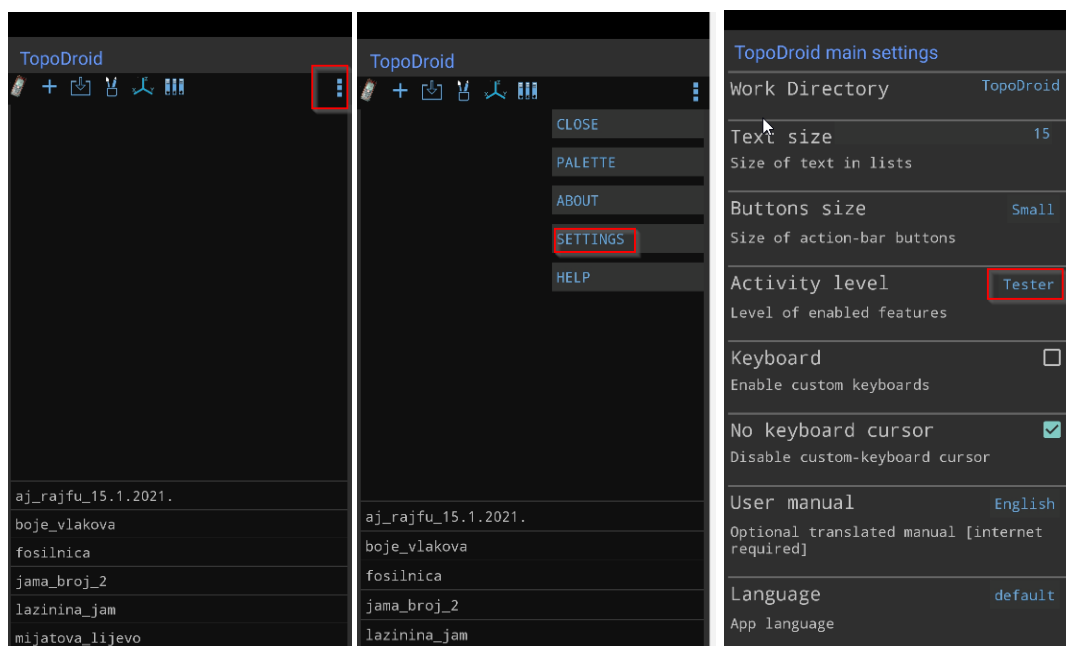 TopoDroid
aj_rajfu_15.1.2021.
boje_vlakova
fosilnica
jama_broj_2
lazinina_jam
mijatova_lijevo
TopoDroid
CLOSE
PALETTE
ABOUT
SETTINGS
HELP
aj_rajfu_15.1.2021.
boje_vlakova
fosilnica
jama_broj_2
lazinina_jam
TopoDroid main settings
Work Directory TopoDroid
Text size 15
Size of text in lists
Buttons size Small
Size of action-bar buttons
Activity level Tester
Level of enabled features
Keyboard
Enable custom keyboards
No keyboard cursor
Disable custom-keyboard cursor
User manual English
Optional translated manual [internet
required]
Language default
App language